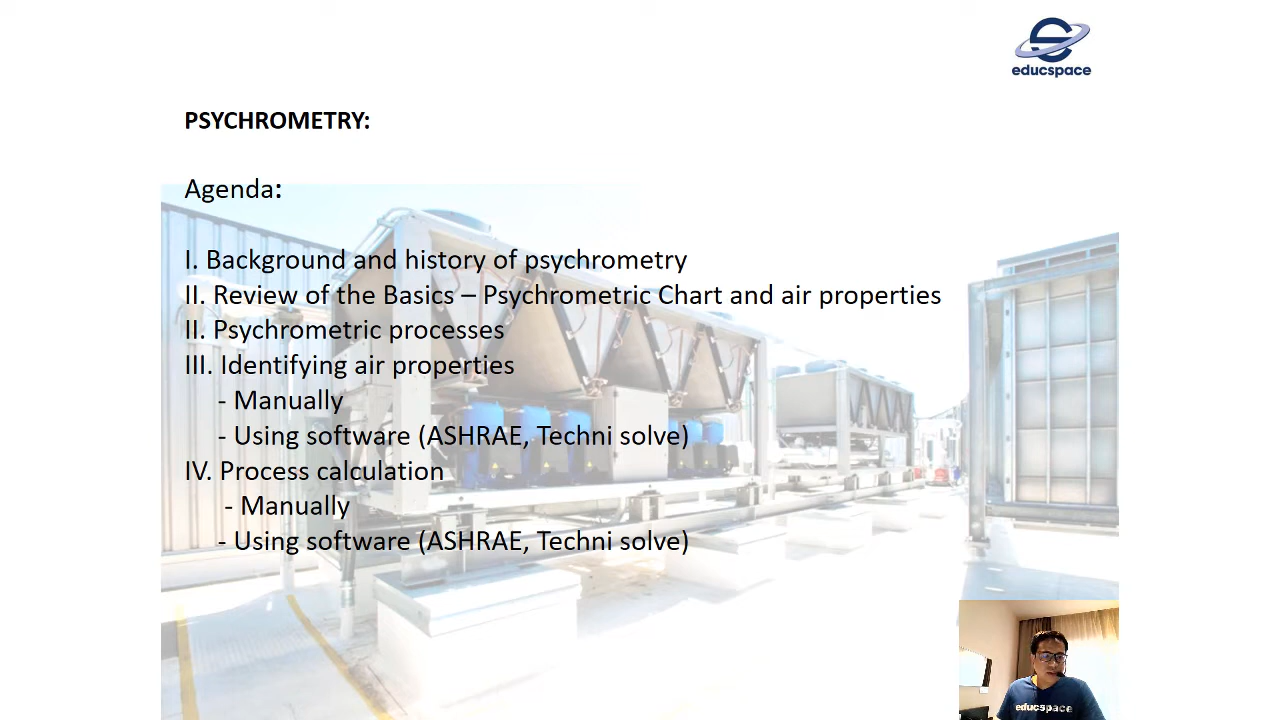 educspace
PSYCHROMETRY:
Agenda:
I. Background and history of psychrometry
II. Review of the Basics – Psychrometric Chart and air properties
II. Psychrometric processes
III. Identifying air properties
- Manually
- Using software (ASHRAE, Techni solve)
IV. Process calculation
- Manually
- Using software (ASHRAE, Techni solve)
educspace